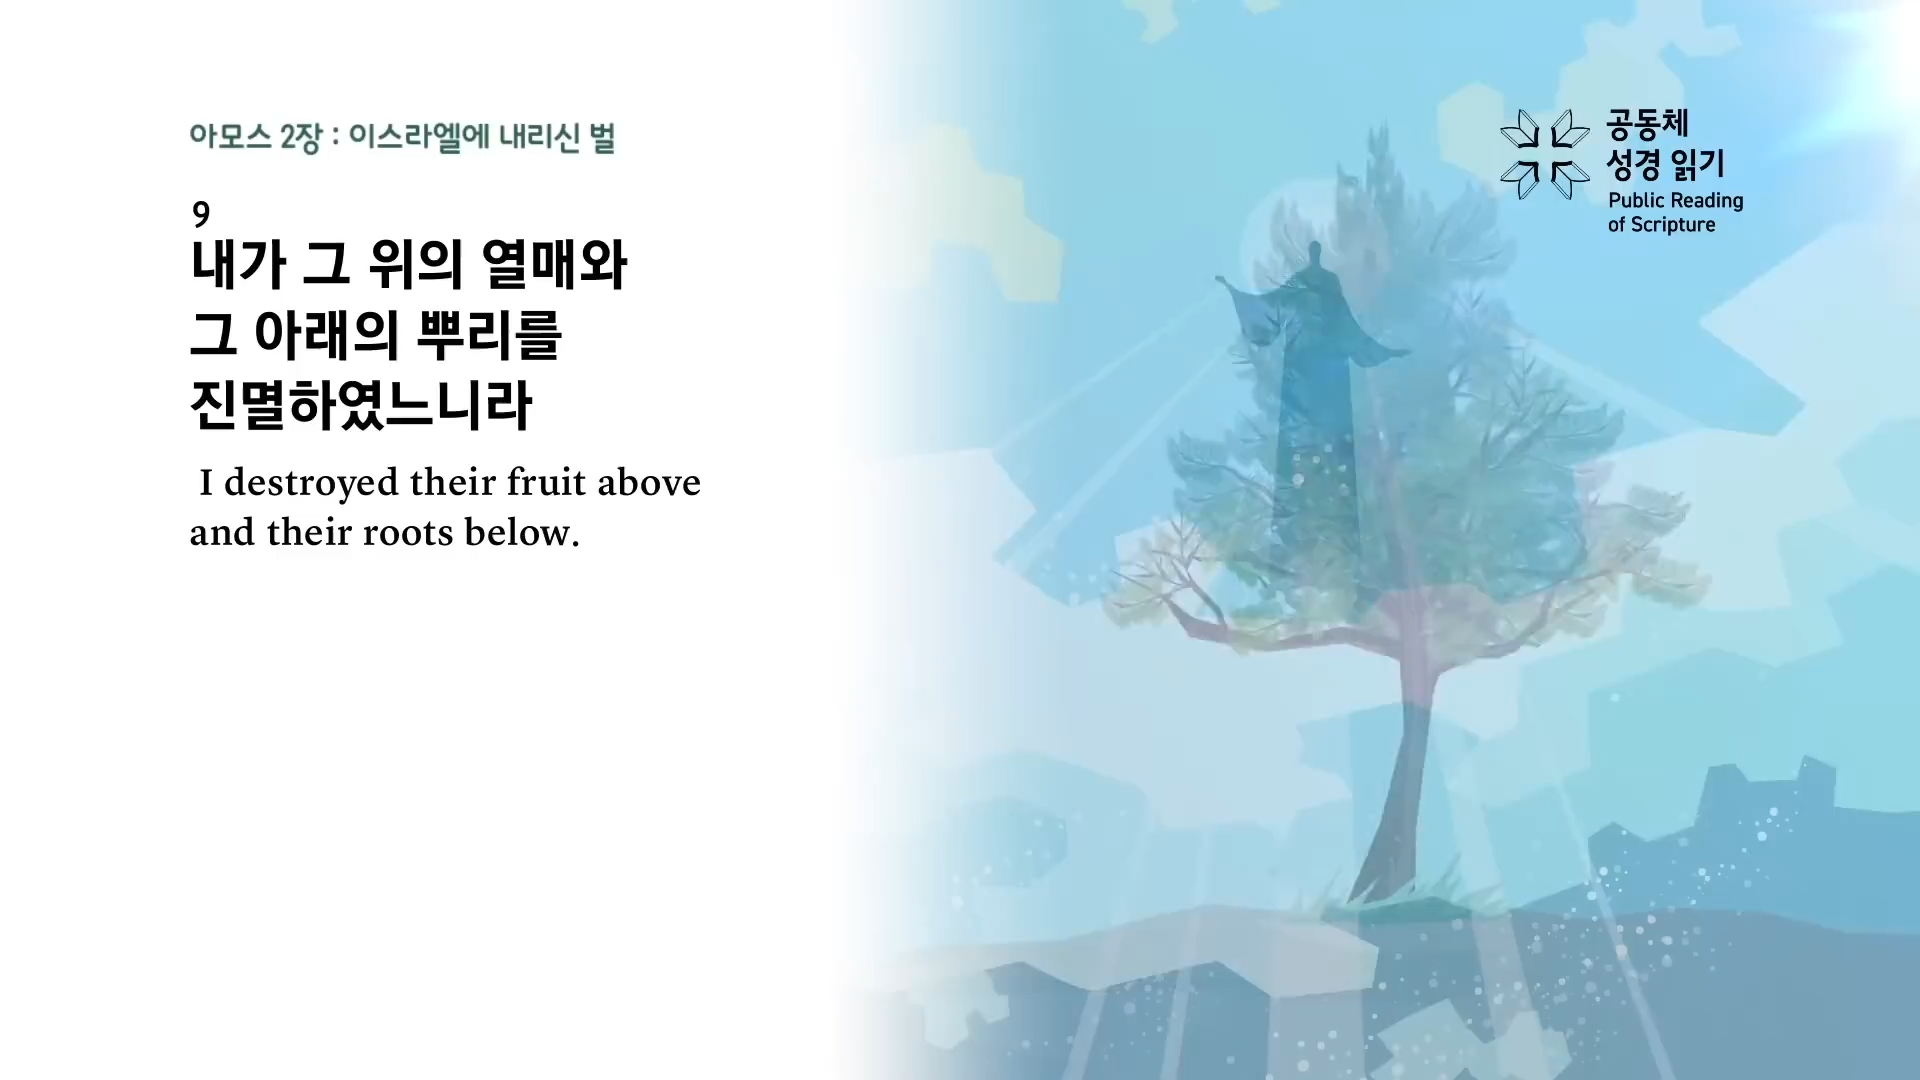 아모스 2장 : 이스라엘에 내리신 벌
9
내가 그 위의 열매와
그 아래의 뿌리를
진멸하였느니라
I destroyed their fruit above
and their roots below.
공동체
성경 읽기
Public Reading
of Scripture